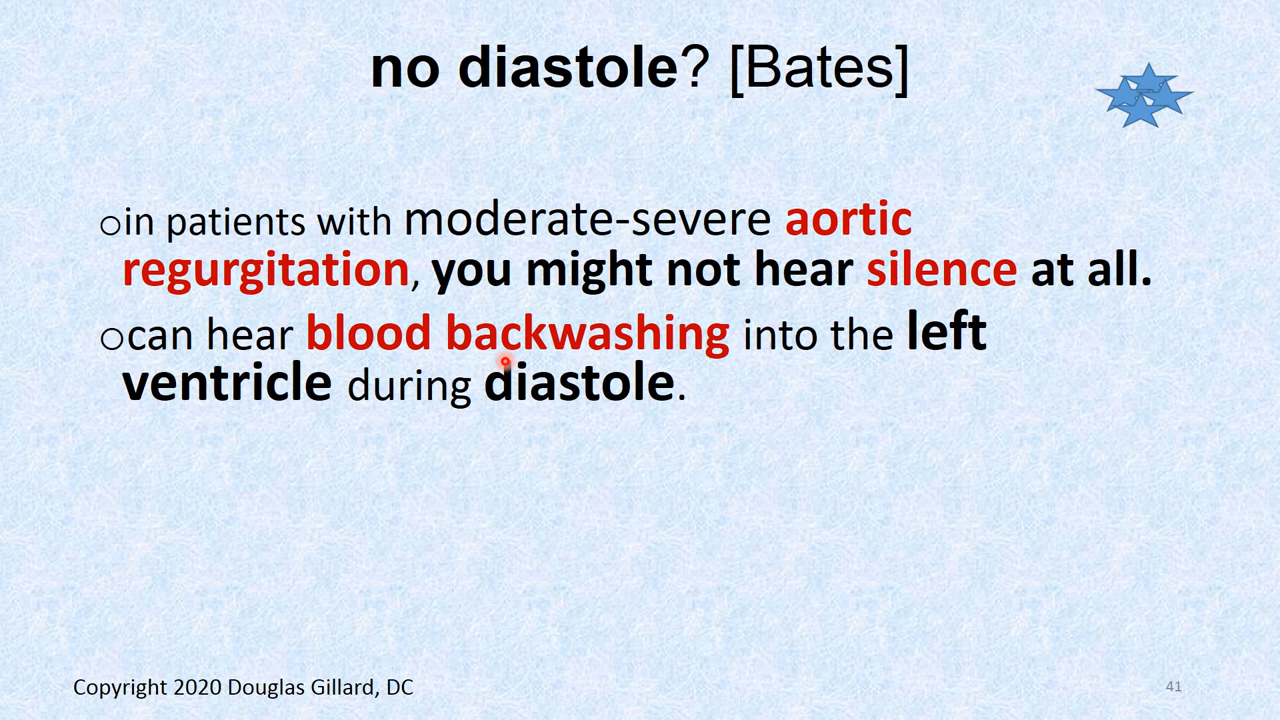 no diastole? [Bates]
○in patients with moderate-severe aortic
regurgitation, you might not hear silence at all.
○can hear blood backwashing into the left
ventricle during diastole.
Copyright 2020 Douglas Gillard, DC
41